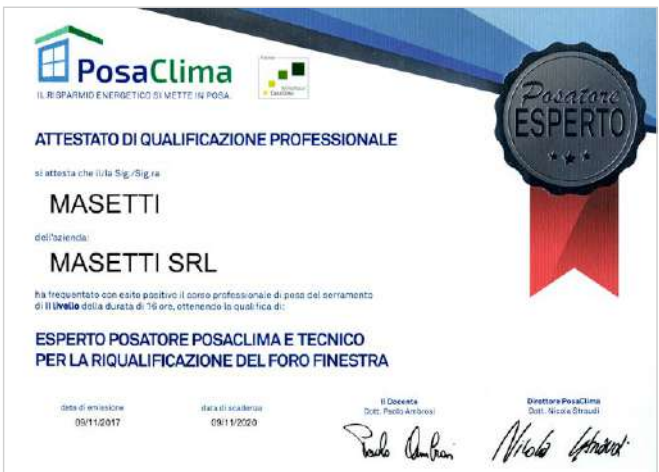 PosaClima
IL RISPARMIO ENERGETICO SI METTE IN POSA.
Posatore
ESPERTO
ATTESTATO DI QUALIFICAZIONE PROFESSIONALE
si attesta che il/la Sig./Sig.ra
MASETTI
dell'azienda:
MASETTI SRL
ha frequentato con esito positivo il corso professionale di posa del serramento
di II livello della durata di 16 ore, ottenendo la qualifica di:
ESPERTO POSATORE POSACLIMA E TECNICO
PER LA RIQUALIFICAZIONE DEL FORO FINESTRA
data di emissione
09/11/2017
data di scadenza
09/11/2020
Il Docente
Dott. Paolo Ambrosi
Direttore PosaClima
Dott. Nicola Straudi